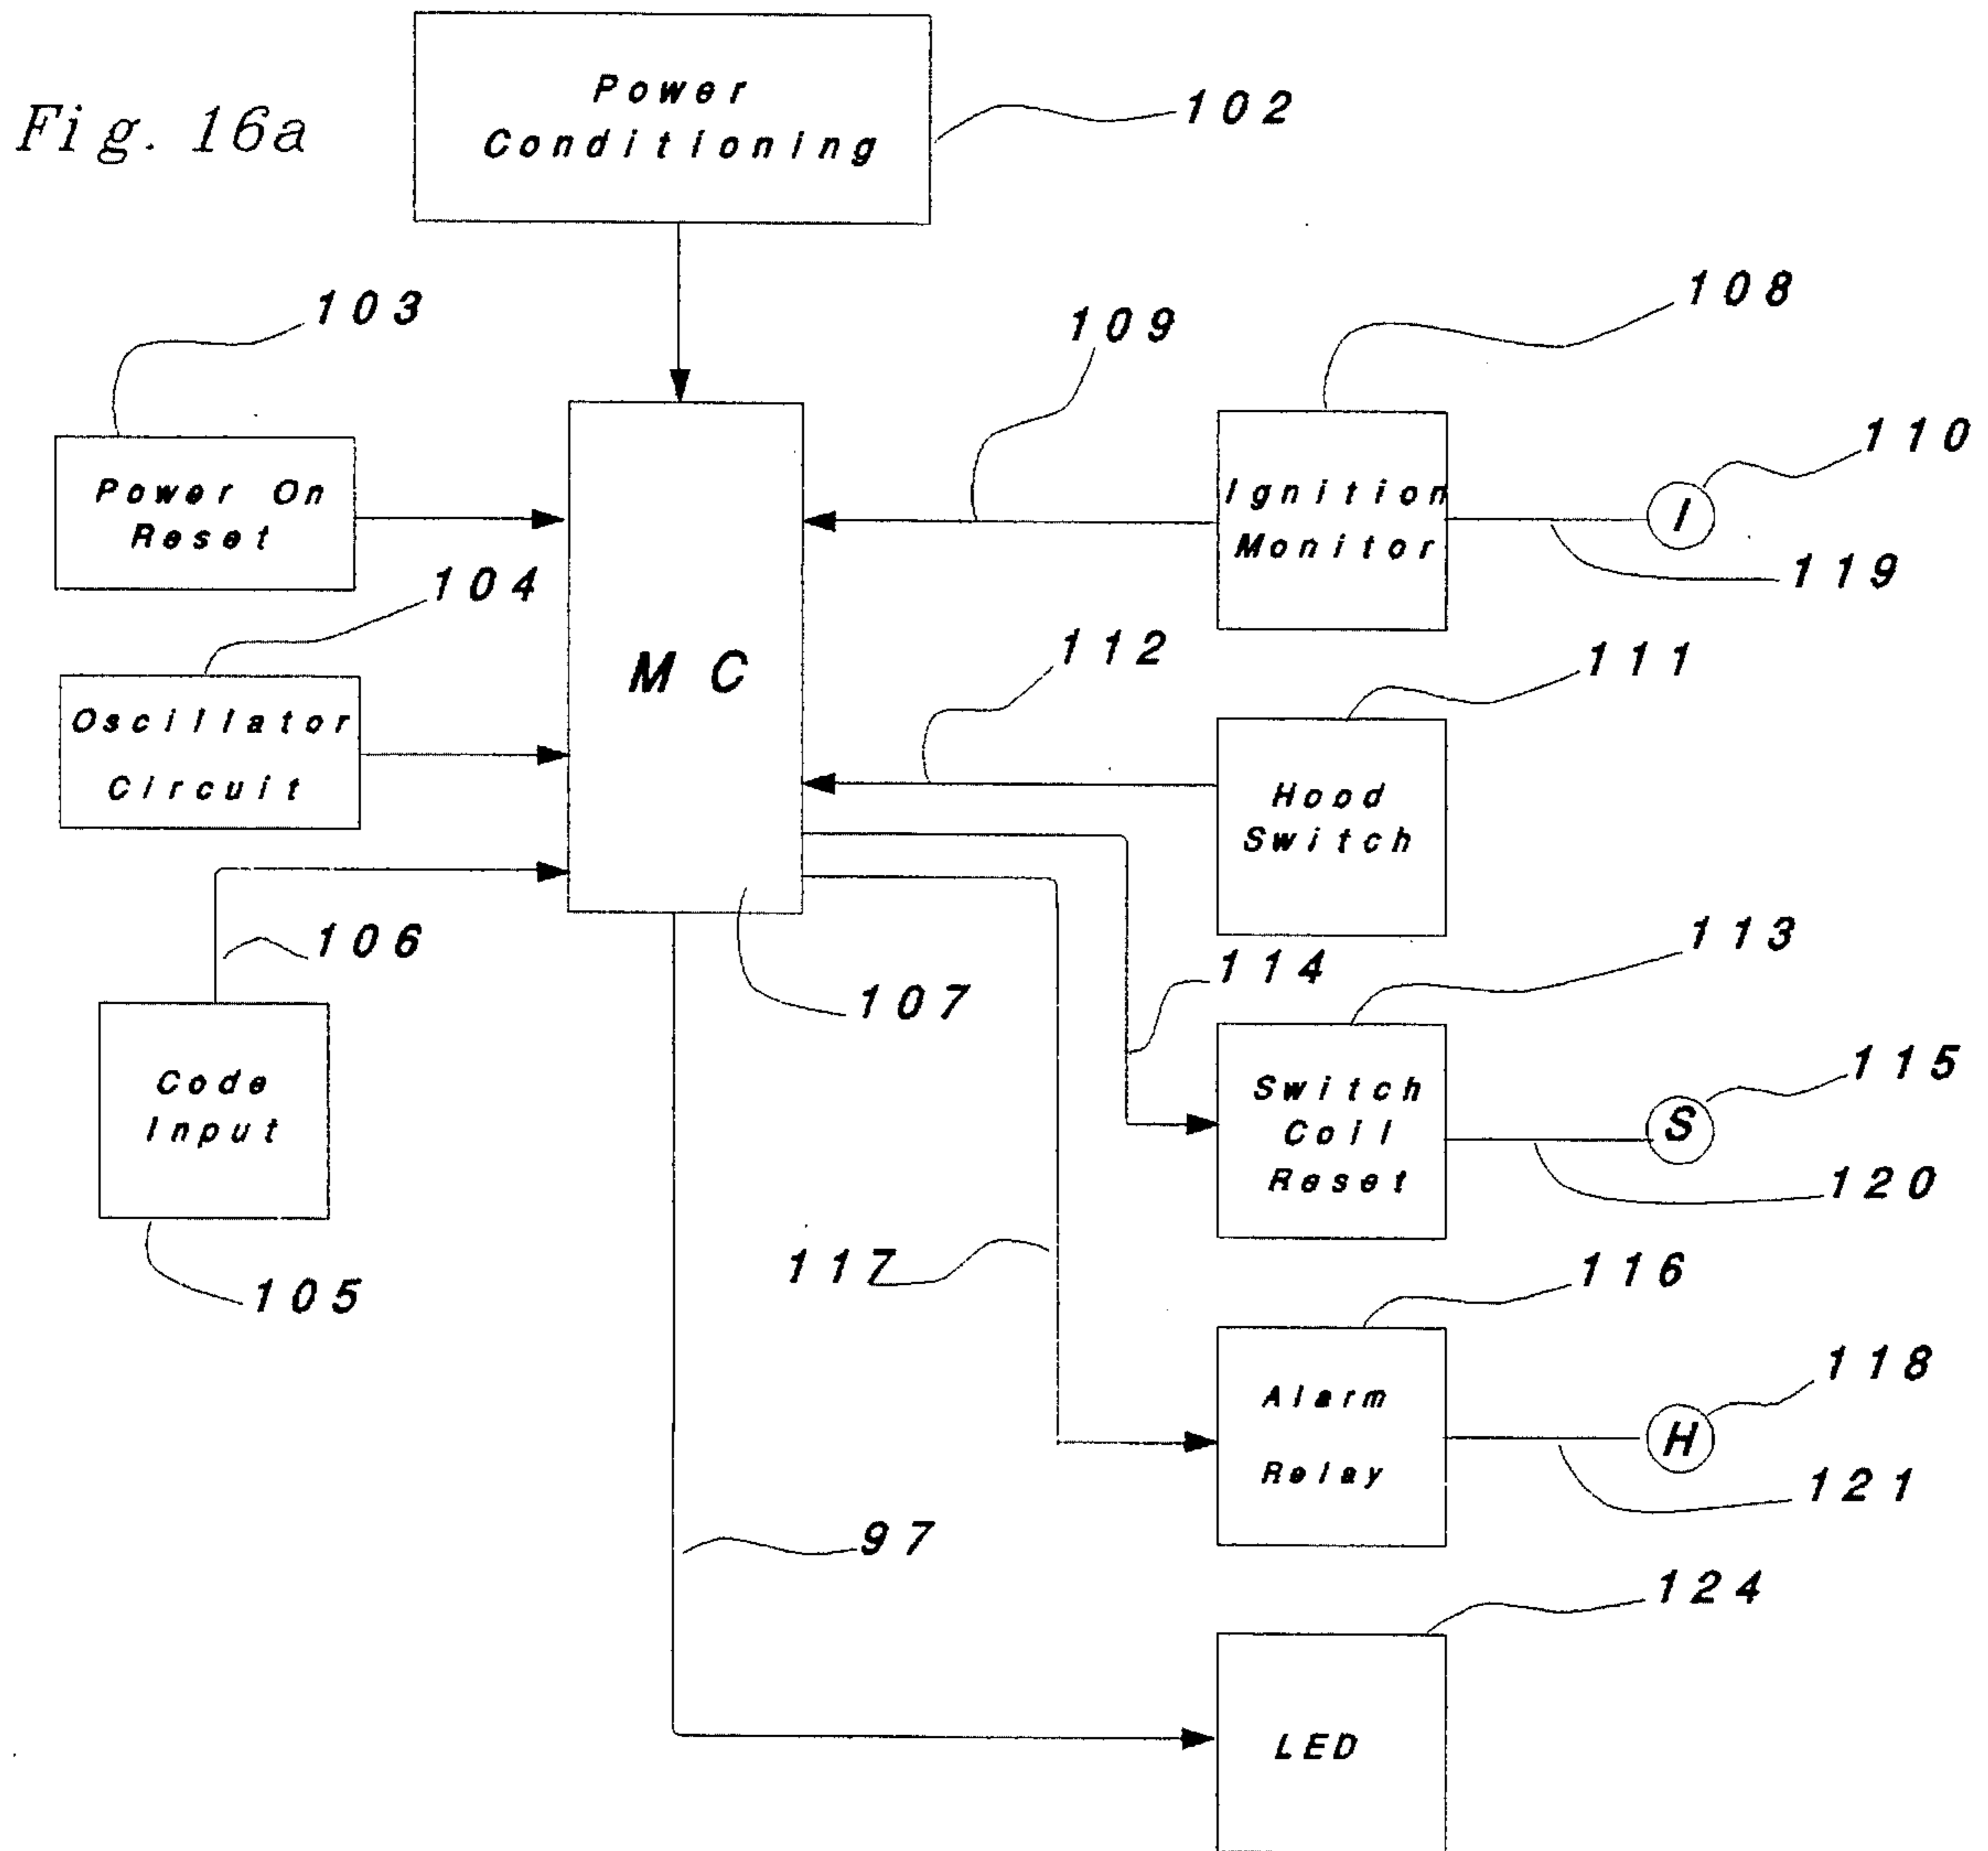 Fig. 16a
Power
Conditioning
102
103
Power On
Reset
104
Oscillator
Circuit
106
Code
Input
105
MC
107
109
108
Ignition
Monitor
I
110
119
112
111
Hood
Switch
114
113
Switch
Coil
Reset
S
115
120
117
116
Alarm
Relay
H
118
121
97
124
LED